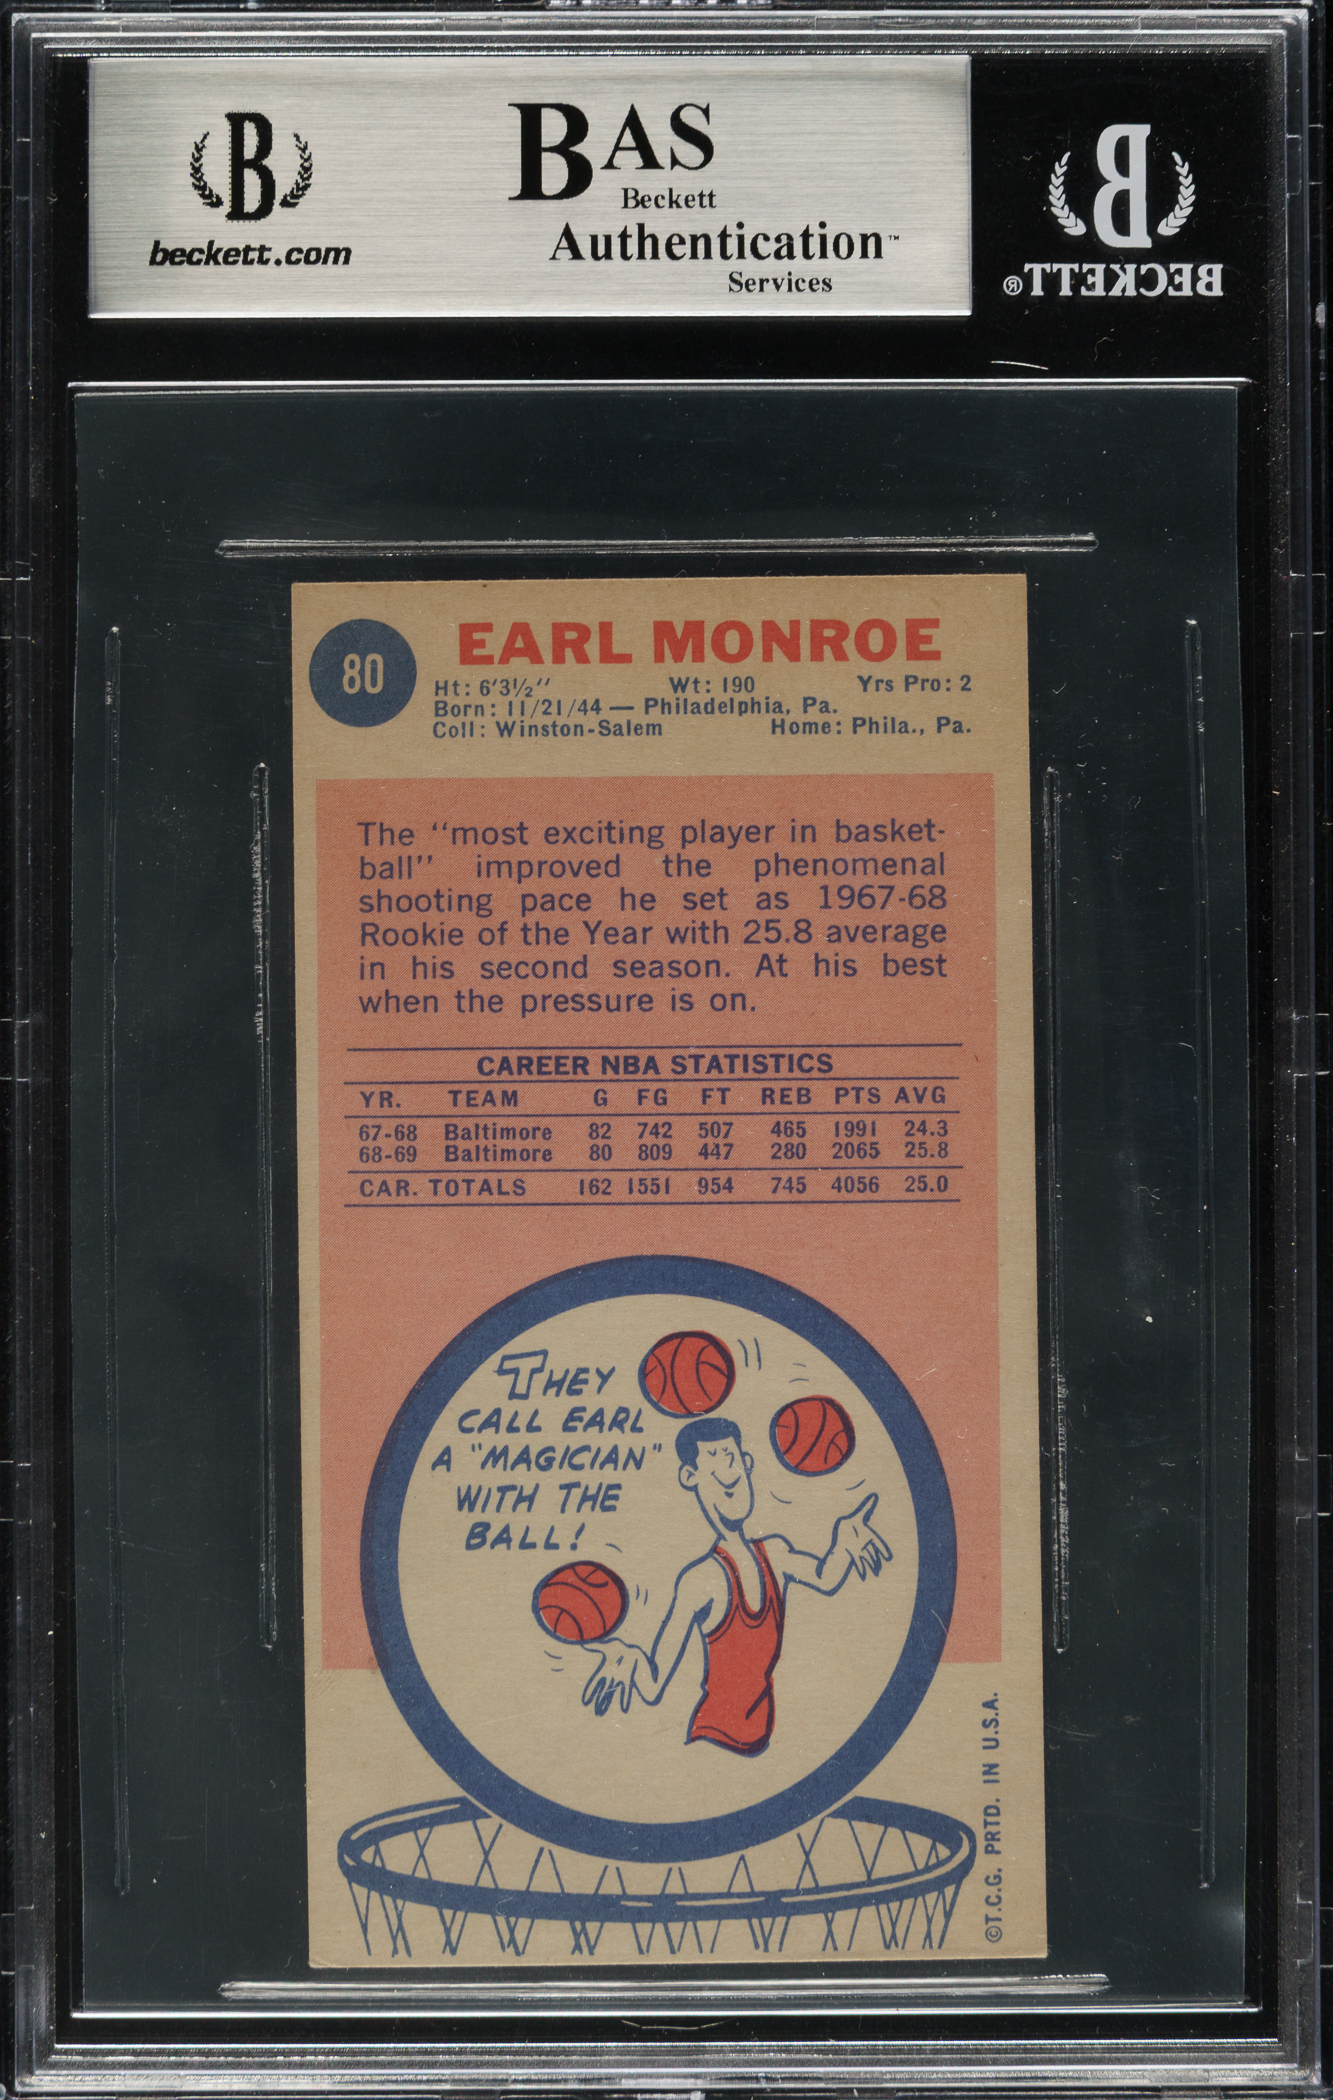 B
beckett.com
BAS
Beckett
Authentication™
Services
B
BECKETT®
80
EARL MONROE
Ht: 6'3½" Wt: 190 Yrs Pro: 2
Born: 11/21/44 — Philadelphia, Pa.
Coll: Winston-Salem Home: Phila., Pa.
The "most exciting player in basket-
ball" improved the phenomenal
shooting pace he set as 1967-68
Rookie of the Year with 25.8 average
in his second season. At his best
when the pressure is on.
CAREER NBA STATISTICS
YR. TEAM G FG FT REB PTS AVG
67-68 Baltimore 82 742 507 465 1991 24.3
68-69 Baltimore 80 809 447 280 2065 25.8
CAR. TOTALS 162 1551 954 745 4056 25.0
THEY
CALL EARL
A "MAGICIAN"
WITH THE
BALL!
©T.C.G. PRTD. IN U.S.A.